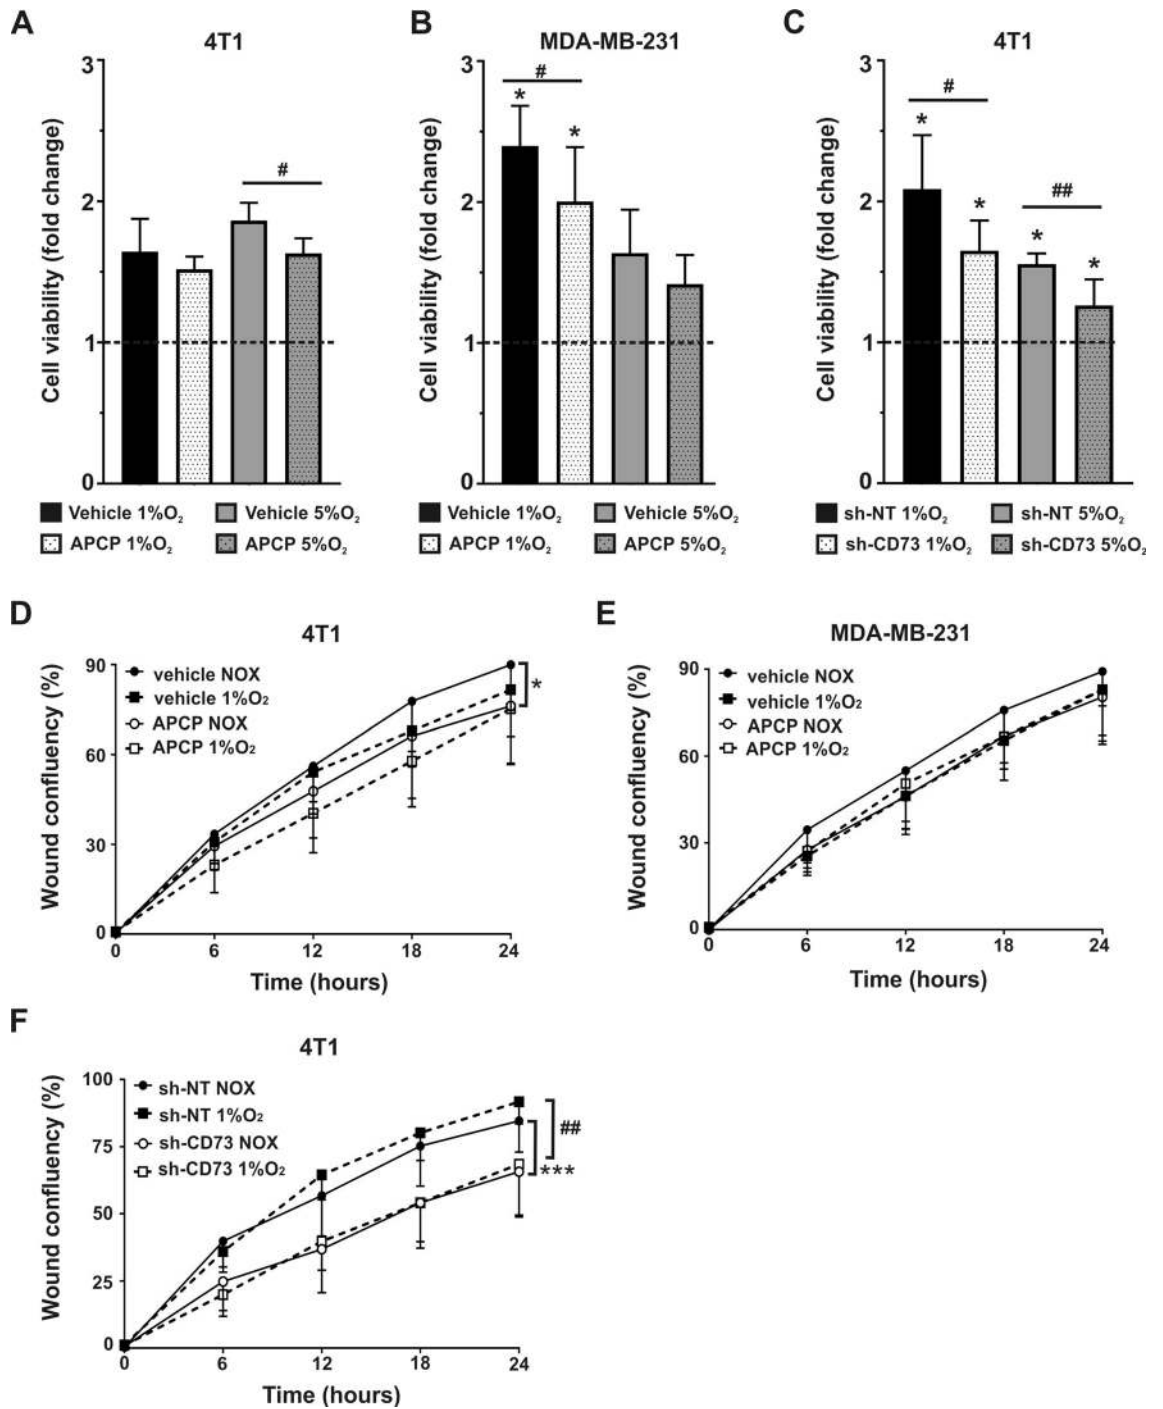 A
4T1
Cell viability (fold change)
3
2
1
0
#
Vehicle 1%O₂
Vehicle 5%O₂
APCP 1%O₂
APCP 5%O₂
B
MDA-MB-231
Cell viability (fold change)
3
2
1
0
#
*
*
Vehicle 1%O₂
Vehicle 5%O₂
APCP 1%O₂
APCP 5%O₂
C
4T1
Cell viability (fold change)
3
2
1
0
#
*
*
##
*
*
sh-NT 1%O₂
sh-NT 5%O₂
sh-CD73 1%O₂
sh-CD73 5%O₂
D
4T1
Wound confluency (%)
90
60
30
0
vehicle NOX
vehicle 1%O₂
APCP NOX
APCP 1%O₂
*
0 6 12 18 24
Time (hours)
E
MDA-MB-231
Wound confluency (%)
90
60
30
0
vehicle NOX
vehicle 1%O₂
APCP NOX
APCP 1%O₂
0 6 12 18 24
Time (hours)
F
4T1
Wound confluency (%)
100
75
50
25
0
sh-NT NOX
sh-NT 1%O₂
sh-CD73 NOX
sh-CD73 1%O₂
##
***
0 6 12 18 24
Time (hours)